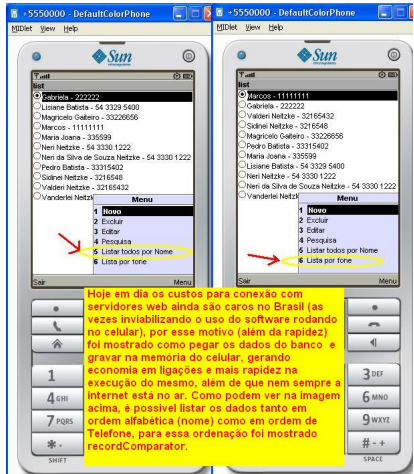 +5550000 - DefaultColorPhone
MIDlet View Help
Sun
list
Gabriela - 222222
Lisiane Batista - 54 3329 5400
Magricelo Gaiteiro - 33226656
Marcos - 11111111
Maria Joana - 335599
Neri Neitzke - 54 3330 1222
Neri da Silva de Souza Neitzke - 54 3330 1222
Pedro Batista - 33315402
Sidinei Neitzke - 3216548
Valderi Neitzke - 32165432
Vanderlei Neitzk
Menu
1 Novo
2 Excluir
3 Editar
4 Pesquisa
5 Listar todos por Nome
6 Lista por fone
Sair Menu
1
4 GHI
7 PQRS
* .
SHIFT
+5550000 - DefaultColorPhone
MIDlet View Help
Sun
list
Marcos - 11111111
Gabriela - 222222
Valderi Neitzke - 32165432
Sidinei Neitzke - 3216548
Magricelo Gaiteiro - 33226656
Pedro Batista - 33315402
Maria Joana - 335599
Lisiane Batista - 54 3329 5400
Neri Neitzke - 54 3330 1222
Neri da Silva de Souza Neitzke - 54 3330 1222
Vanderlei Neitz
Menu
1 Novo
2 Excluir
3 Editar
4 Pesquisa
5 Listar todos por Nome
6 Lista por fone
Sair Menu
3 DEF
6 MNO
9 WXYZ
# - +
SPACE
Hoje em dia os custos para conexão com
servidores web ainda são caros no Brasil (as
vezes inviabilizando o uso do software rodando
no celular), por esse motivo (além da rapidez)
foi mostrado como pegar os dados do banco e
gravar na memória do celular, gerando
economia em ligações e mais rapidez na
execução do mesmo, além de que nem sempre a
internet está no ar. Como podem ver na imagem
acima, é possivel listar os dados tanto em
ordem alfabética (nome) como em ordem de
Telefone, para essa ordenação foi mostrado
recordComparator.